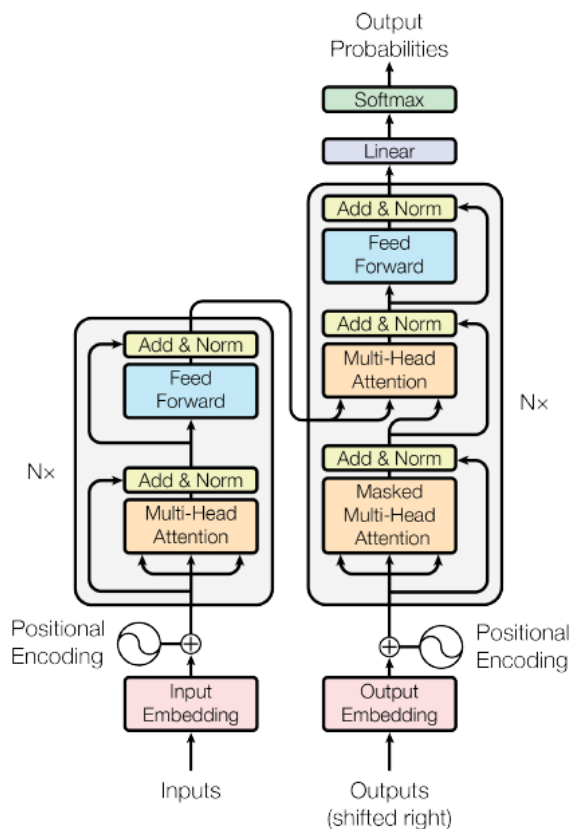 Output
Probabilities
Softmax
Linear
Add & Norm
Feed
Forward
Add & Norm
Multi-Head
Attention
Add & Norm
Masked
Multi-Head
Attention
N×
Add & Norm
Feed
Forward
Add & Norm
Multi-Head
Attention
N×
Positional
Encoding
Positional
Encoding
Input
Embedding
Output
Embedding
Inputs
Outputs
(shifted right)